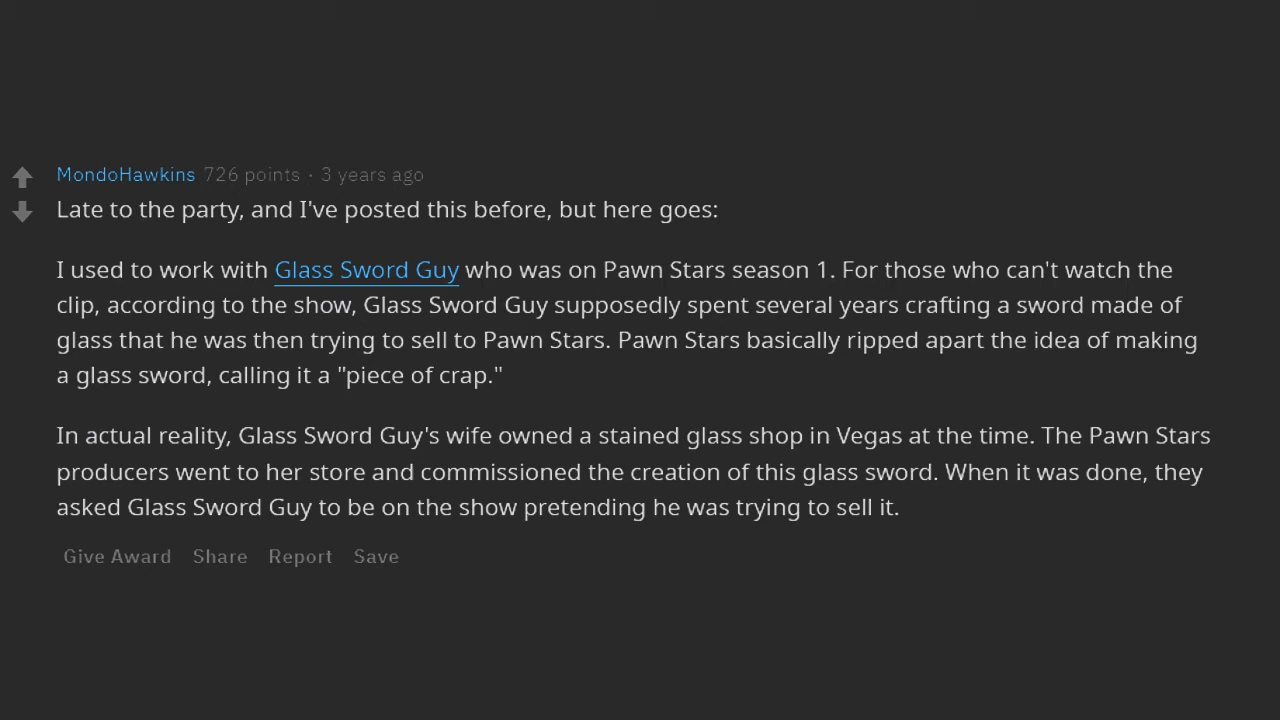 MondoHawkins 726 points · 3 years ago
Late to the party, and I've posted this before, but here goes:
I used to work with Glass Sword Guy who was on Pawn Stars season 1. For those who can't watch the
clip, according to the show, Glass Sword Guy supposedly spent several years crafting a sword made of
glass that he was then trying to sell to Pawn Stars. Pawn Stars basically ripped apart the idea of making
a glass sword, calling it a "piece of crap."
In actual reality, Glass Sword Guy's wife owned a stained glass shop in Vegas at the time. The Pawn Stars
producers went to her store and commissioned the creation of this glass sword. When it was done, they
asked Glass Sword Guy to be on the show pretending he was trying to sell it.
Give Award Share Report Save